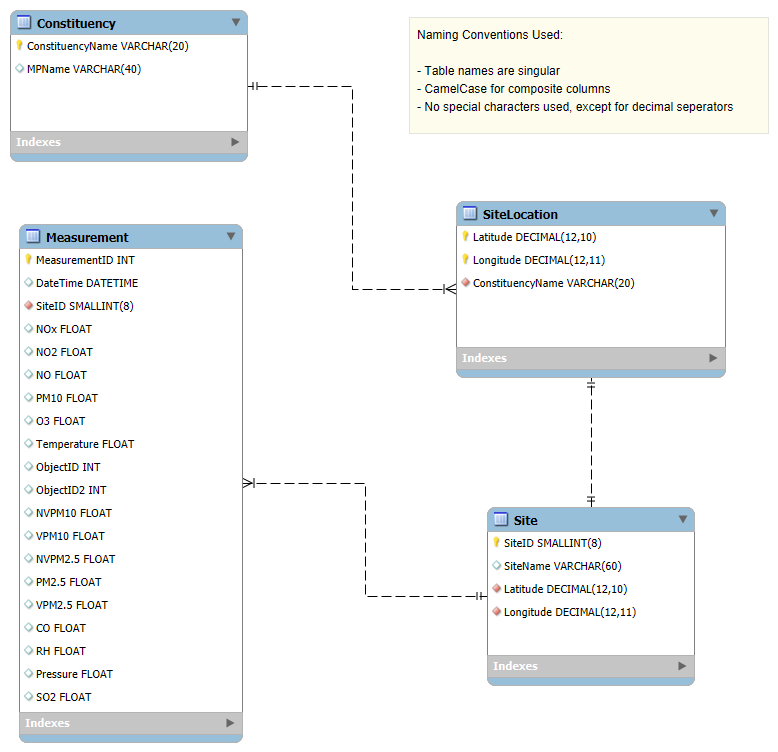 Constituency
ConstituencyName VARCHAR(20)
MPName VARCHAR(40)
Indexes
Naming Conventions Used:
- Table names are singular
- CamelCase for composite columns
- No special characters used, except for decimal seperators
SiteLocation
Latitude DECIMAL(12,10)
Longitude DECIMAL(12,11)
ConstituencyName VARCHAR(20)
Indexes
Measurement
MeasurementID INT
DateTime DATETIME
SiteID SMALLINT(8)
NOx FLOAT
NO2 FLOAT
NO FLOAT
PM10 FLOAT
O3 FLOAT
Temperature FLOAT
ObjectID INT
ObjectID2 INT
NVPM10 FLOAT
VPM10 FLOAT
NVPM2.5 FLOAT
PM2.5 FLOAT
VPM2.5 FLOAT
CO FLOAT
RH FLOAT
Pressure FLOAT
SO2 FLOAT
Indexes
Site
SiteID SMALLINT(8)
SiteName VARCHAR(60)
Latitude DECIMAL(12,10)
Longitude DECIMAL(12,11)
Indexes